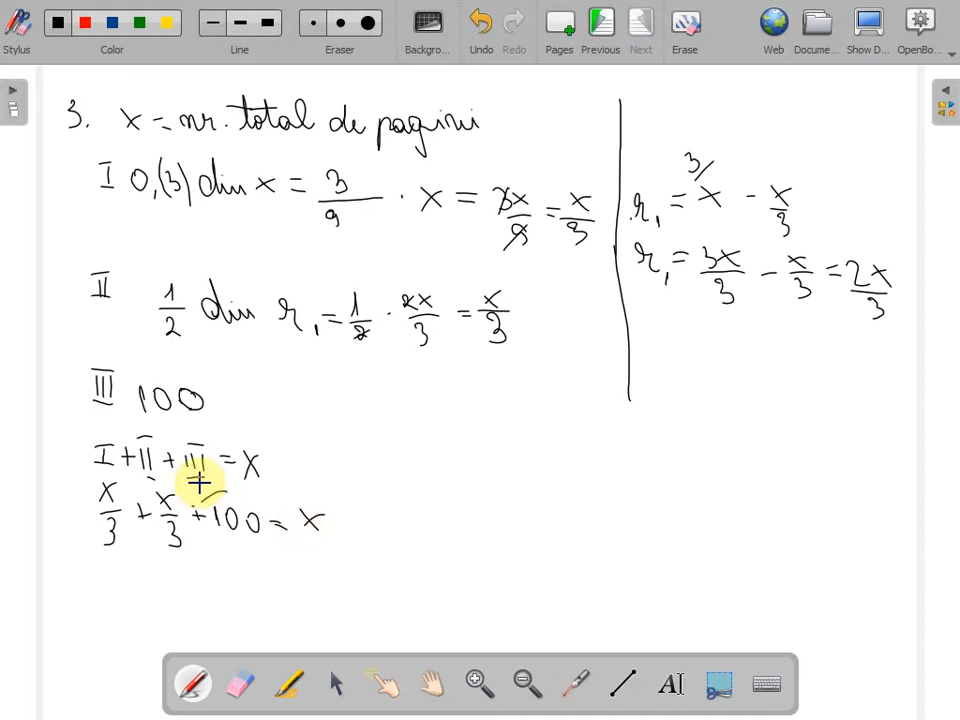 Stylus Color Line Eraser Backgro... Undo Redo Pages Previous Next Erase Web Docume... Show D... OpenBo...
3. x = nr. total de pagini
I 0,(3) din x = 3/9 · x = 3x/9 = x/3
II 1/2 din r₁ = 1/2 · 2x/3 = x/3
III 100
I + II + III = x
x/3 + x/3 + 100 = x
r₁ = 3/ x - x/3
r₁ = 3x/3 - x/3 = 2x/3
A